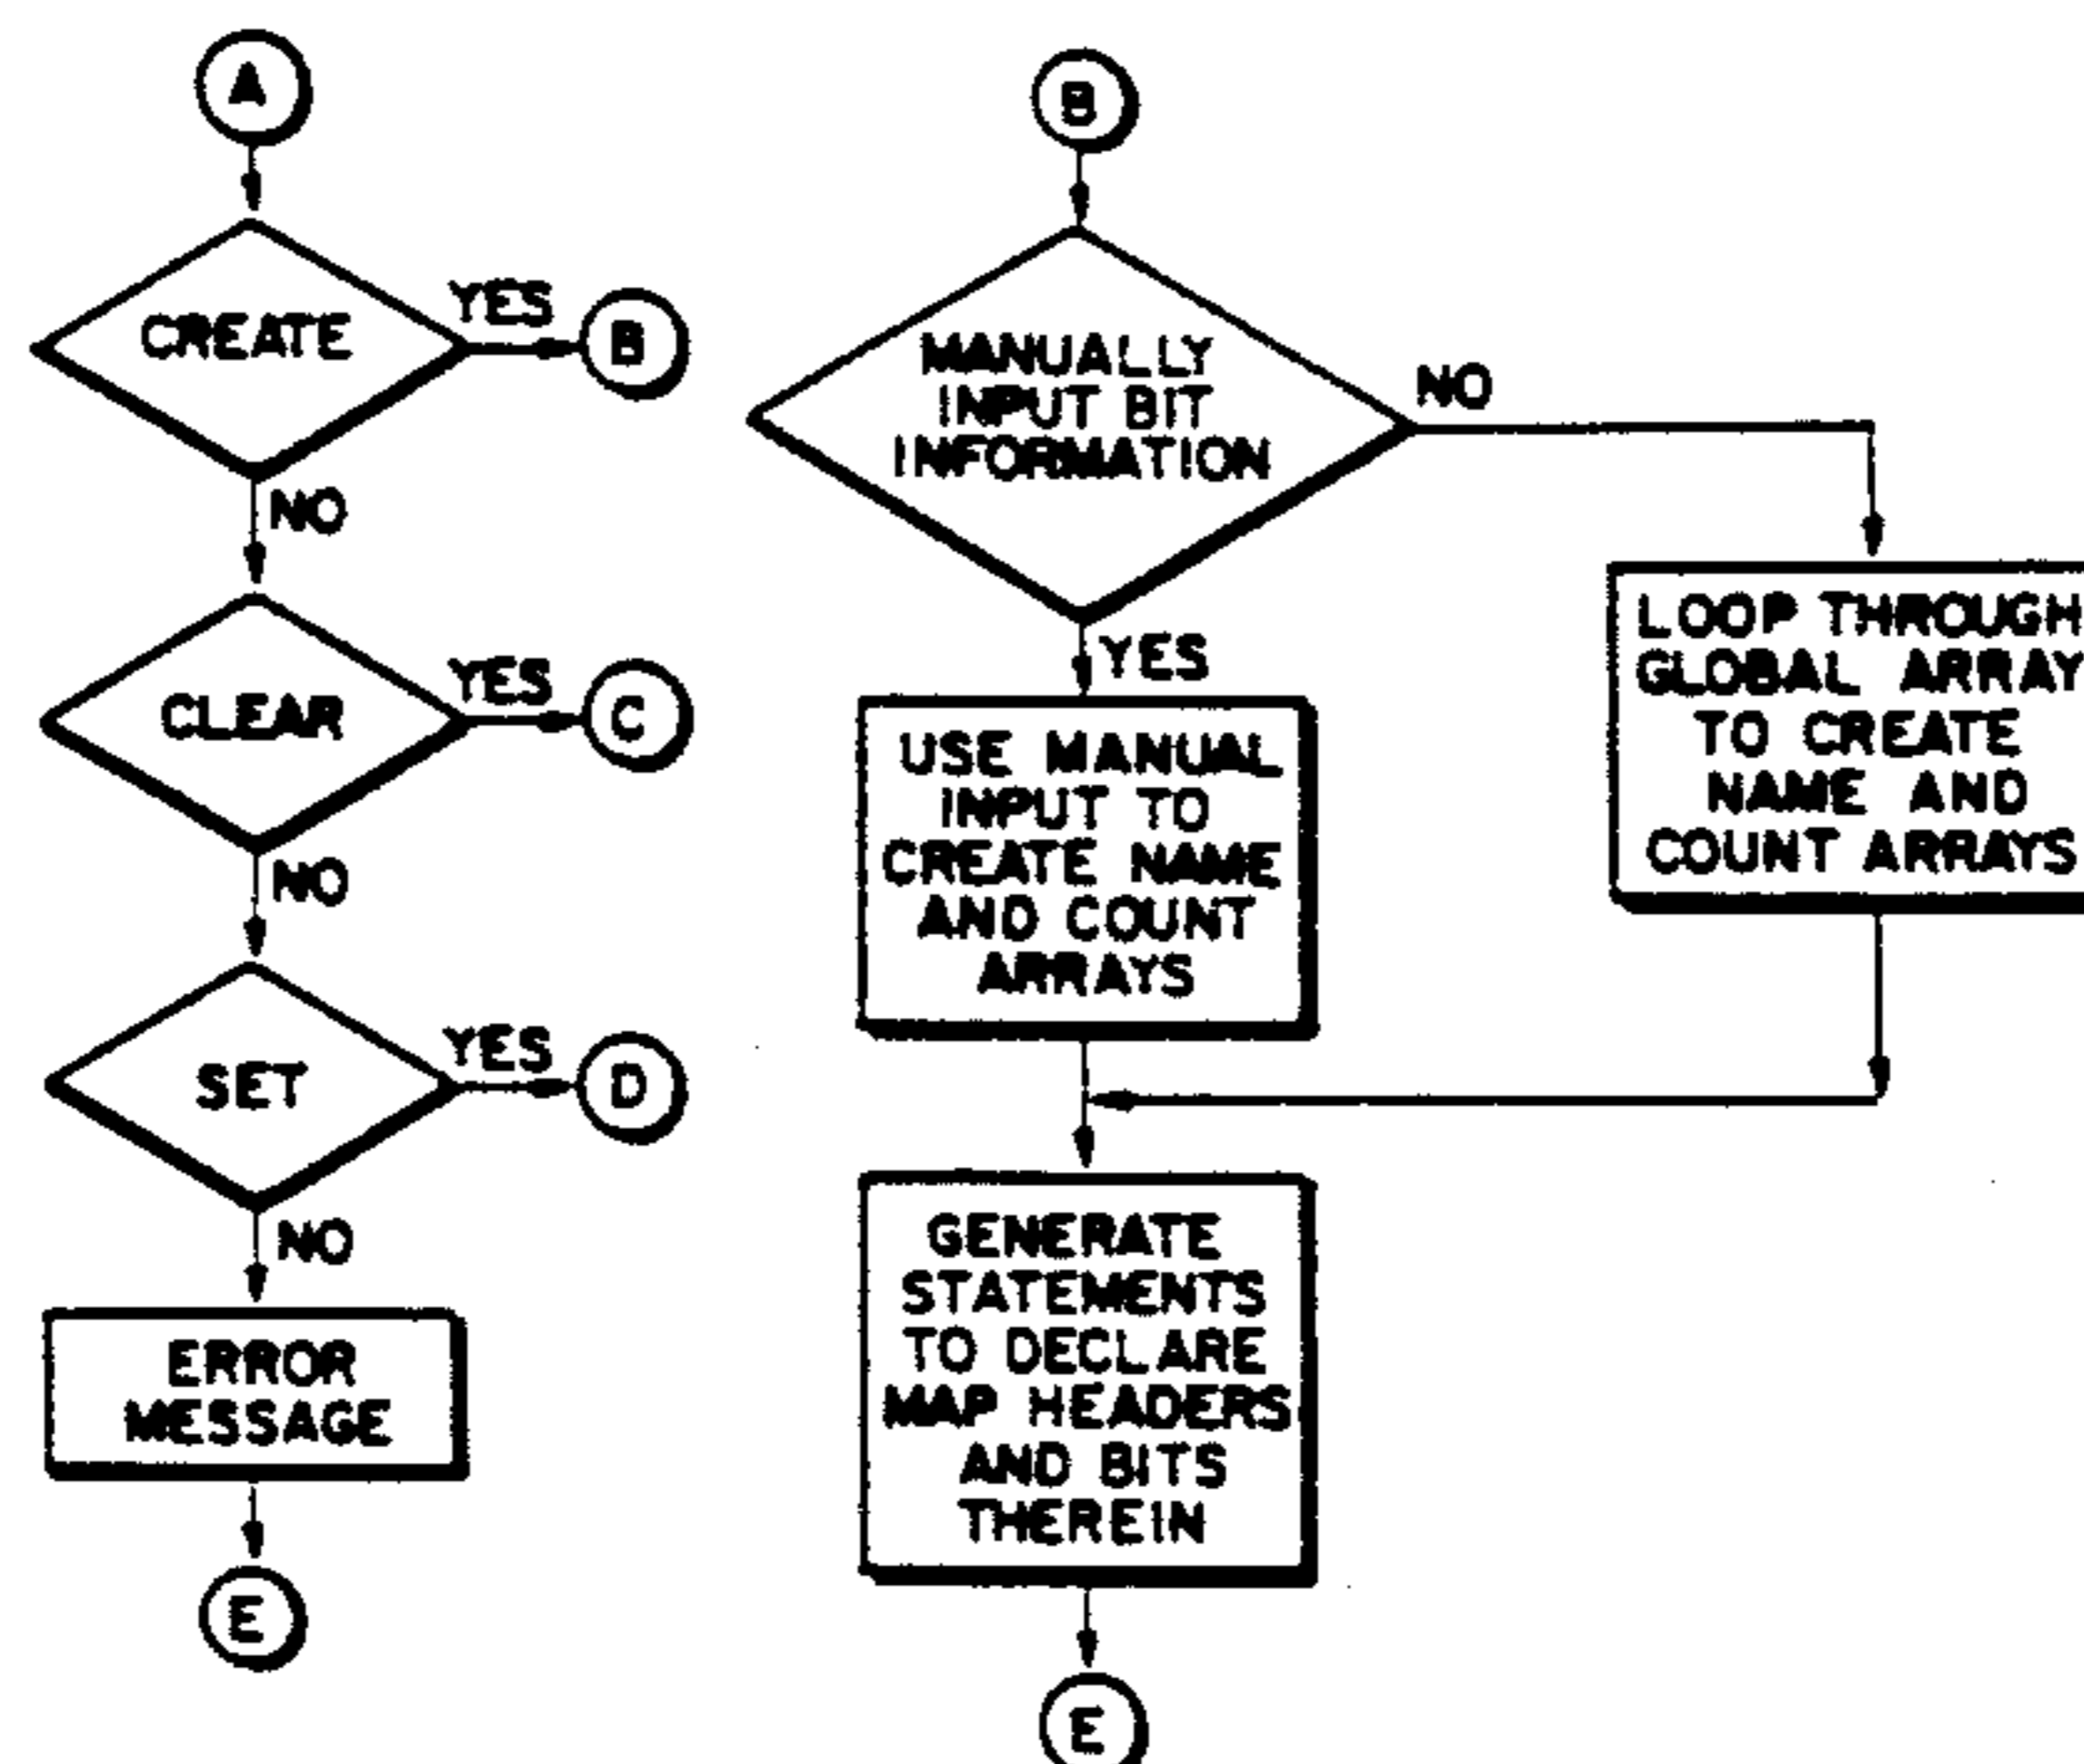 A
CREATE
YES
B
NO
CLEAR
YES
C
NO
SET
YES
D
NO
ERROR
MESSAGE
E
B
MANUALLY
INPUT BIT
INFORMATION
NO
YES
USE MANUAL
INPUT TO
CREATE NAME
AND COUNT
ARRAYS
LOOP THROUGH
GLOBAL ARRAY
TO CREATE
NAME AND
COUNT ARRAYS
GENERATE
STATEMENTS
TO DECLARE
MAP HEADERS
AND BITS
THEREIN
E